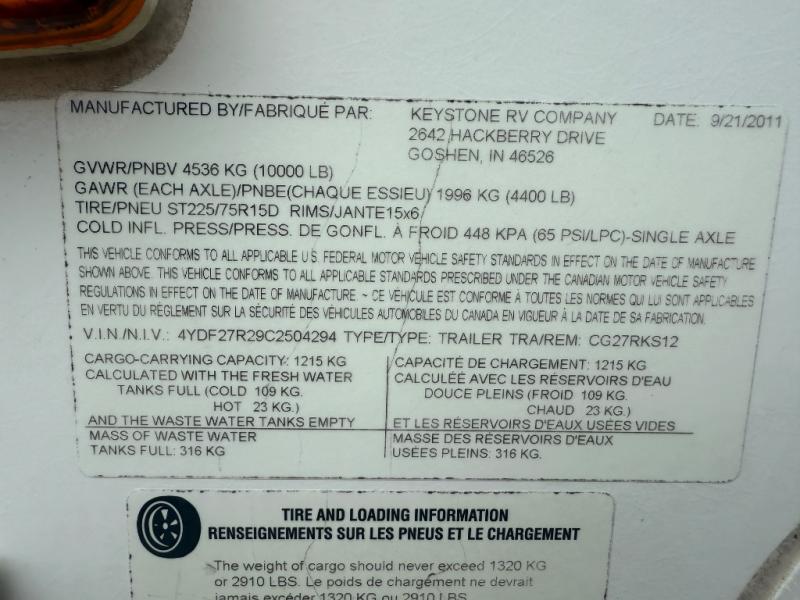 MANUFACTURED BY/FABRIQUÉ PAR: KEYSTONE RV COMPANY DATE. 9/21/2011
2642 HACKBERRY DRIVE
GOSHEN, IN 46526
GVWR/PNBV 4536 KG (10000 LB)
GAWR (EACH AXLE)/PNBE(CHAQUE ESSIEU) 1996 KG (4400 LB)
TIRE/PNEU ST225/75R15D RIMS/JANTE15x6
COLD INFL. PRESS/PRESS. DE GONFL. À FROID 448 KPA (65 PSI/LPC)-SINGLE AXLE
THIS VEHICLE CONFORMS TO ALL APPLICABLE U.S. FEDERAL MOTOR VEHICLE SAFETY STANDARDS IN EFFECT ON THE DATE OF MANUFACTURE
SHOWN ABOVE. THIS VEHICLE CONFORMS TO ALL APPLICABLE STANDARDS PRESCRIBED UNDER THE CANADIAN MOTOR VEHICLE SAFETY
REGULATIONS IN EFFECT ON THE DATE OF MANUFACTURE ~ CE VEHICULE EST CONFORME À TOUTES LES NORMES QUI LUI SONT APPLICABLES
EN VERTU DU RÉGLEMENT SUR LA SÉCURITÉ DES VÉHICULES AUTOMOBILES DU CANADA EN VIGUEUR À LA DATE DE SA FABRICATION.
V.I.N./N.I.V.: 4YDF27R29C2504294 TYPE/TYPE: TRAILER TRA/REM: CG27RKS12
CARGO-CARRYING CAPACITY: 1215 KG
CALCULATED WITH THE FRESH WATER
TANKS FULL (COLD 109 KG.
HOT 23 KG.)
AND THE WASTE WATER TANKS EMPTY
MASS OF WASTE WATER
TANKS FULL: 316 KG
CAPACITÉ DE CHARGEMENT: 1215 KG
CALCULÉE AVEC LES RÉSERVOIRS D'EAU
DOUCE PLEINS (FROID 109 KG.
CHAUD 23 KG.)
ET LES RÉSERVOIRS D'EAUX USÉES VIDES
MASSE DES RÉSERVOIRS D'EAUX
USÉES PLEINS: 316 KG.
TIRE AND LOADING INFORMATION
RENSEIGNEMENTS SUR LES PNEUS ET LE CHARGEMENT
The weight of cargo should never exceed 1320 KG
or 2910 LBS. Le poids de chargement ne devrait
jamais excéder 1320 KG ou 2910 LBS.